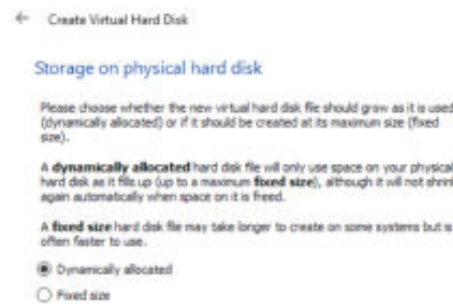 Create Virtual Hard Disk
Storage on physical hard disk
Please choose whether the new virtual hard disk file should grow as it is used
(dynamically allocated) or if it should be created at its maximum size (fixed
size).
A dynamically allocated hard disk file will only use space on your physical
hard disk as it fills up (up to a maximum fixed size), although it will not shrink
again automatically when space on it is freed.
A fixed size hard disk file may take longer to create on some systems but is
often faster to use.
Dynamically allocated
Fixed size